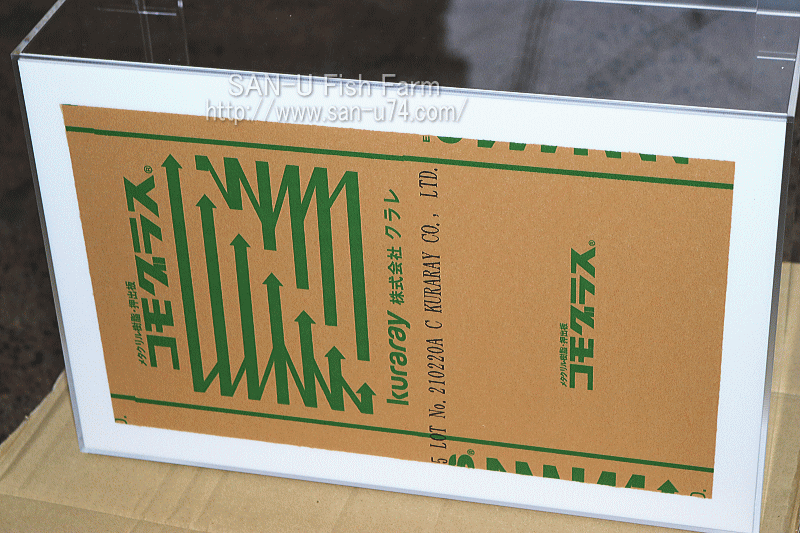 SAN-U Fish Farm
http://www.san-u74.com/
メタクリル樹脂・押出板
コモグラス®
kuraray 株式会社 クラレ
5 LOT No. 210220A C KURARAY CO., LTD.
メタクリル樹脂・押出板
コモグラス®